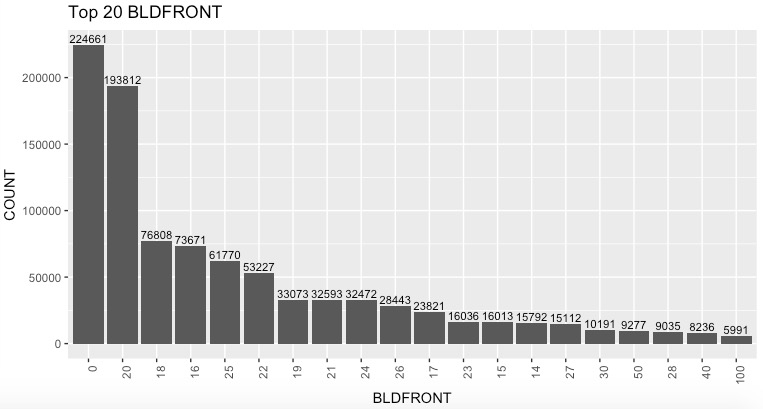 Top 20 BLDFRONT
224661
193812
76808 73671
61770
53227
33073 32593 32472
28443
23821
16036 16013 15792 15112
10191 9277 9035 8236 5991
200000
150000
100000
50000
0
COUNT
0 20 18 16 25 22 19 21 24 26 17 23 15 14 27 30 50 28 40 100
BLDFRONT